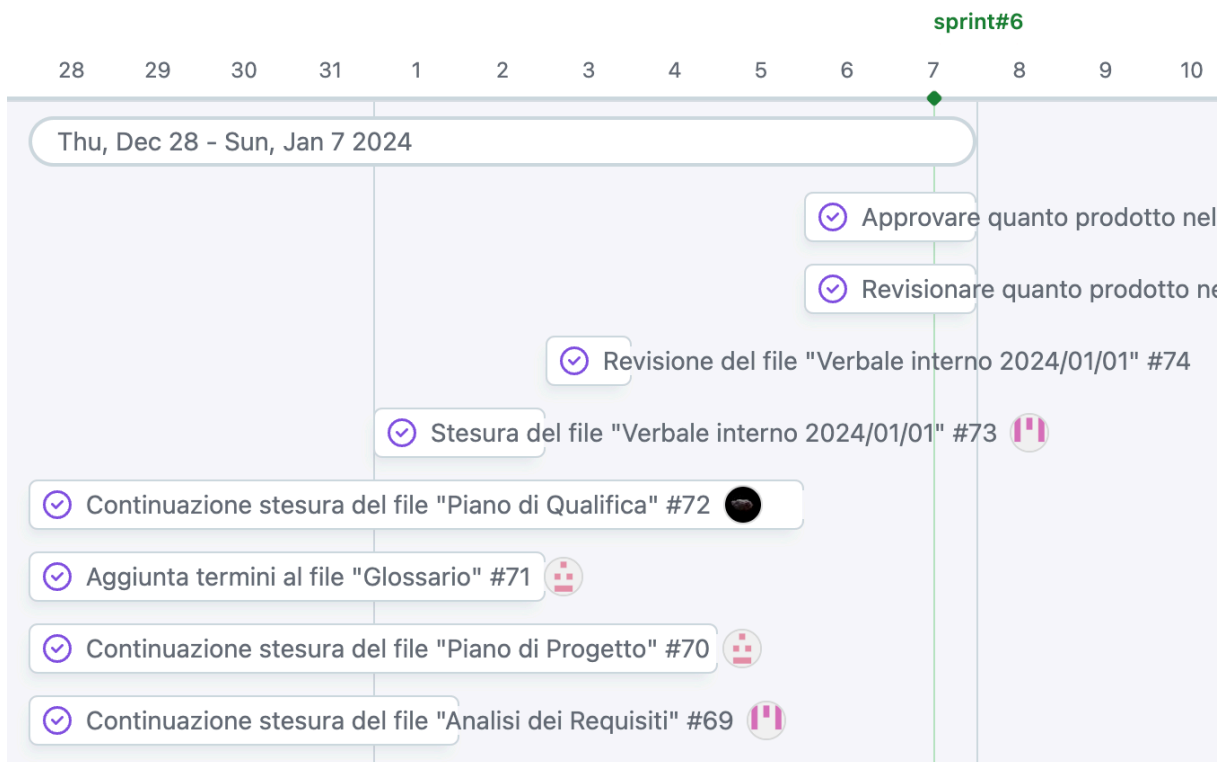 sprint#6
28 29 30 31 1 2 3 4 5 6 7 8 9 10
Thu, Dec 28 - Sun, Jan 7 2024
Approvare quanto prodotto nel
Revisionare quanto prodotto ne
Revisione del file "Verbale interno 2024/01/01" #74
Stesura del file "Verbale interno 2024/01/01" #73
Continuazione stesura del file "Piano di Qualifica" #72
Aggiunta termini al file "Glossario" #71
Continuazione stesura del file "Piano di Progetto" #70
Continuazione stesura del file "Analisi dei Requisiti" #69